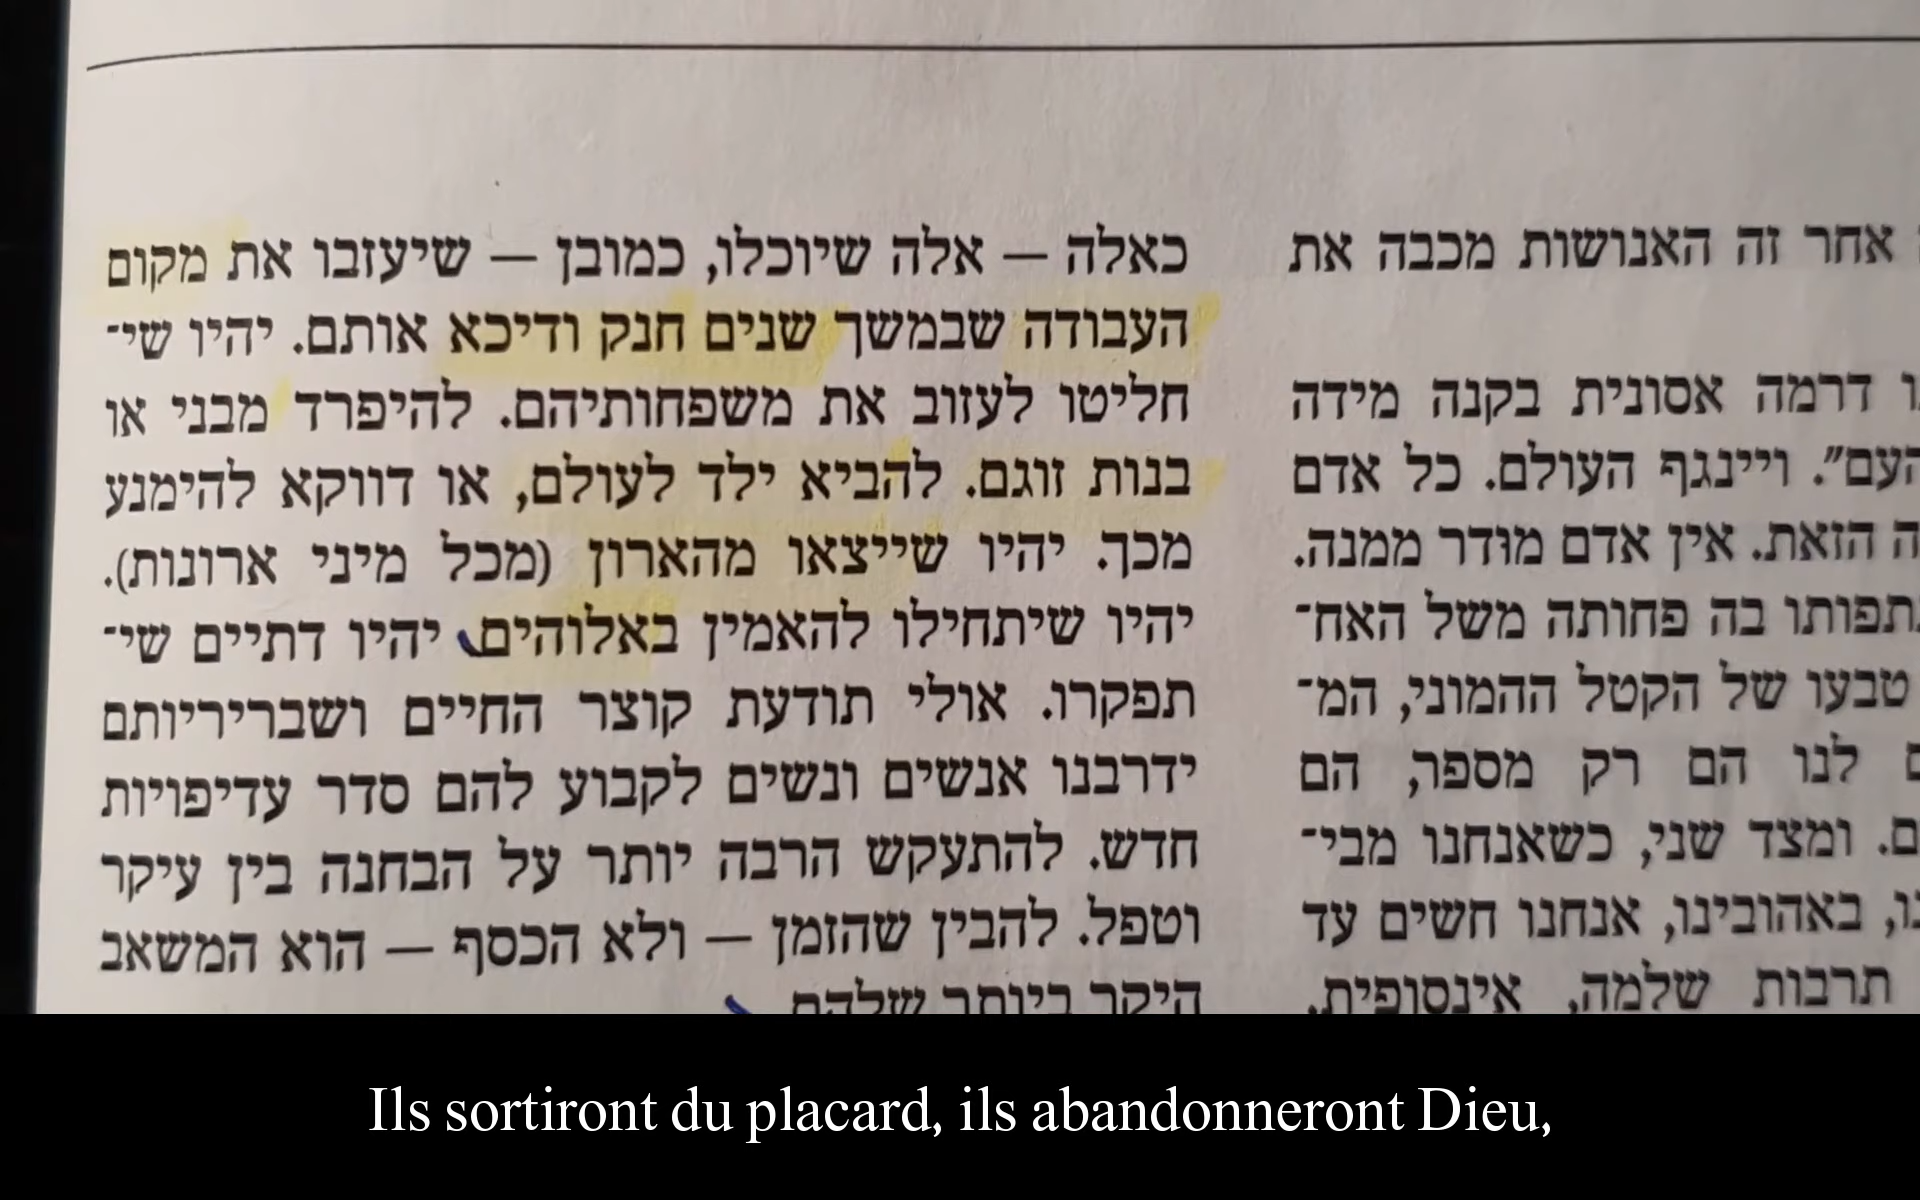 אחר זה האנושות מכבה את
דרמה אסונית בקנה מידה
העם". ויינגף העולם. כל אדם
הזאת. אין אדם מוּדר ממנה.
בה פחותה משל האח־
טבעו של הקטל ההמוני, המ־
לנו הם רק מספר, הם
ומצד שני, כשאנחנו מבי־
באהובינו, אנחנו חשים עד
תרבות שלמה, אינסופית.
כאלה — אלה שיוכלו, כמובן — שיעזבו את מקום
העבודה שבמשך שנים חנק ודיכא אותם. יהיו שי־
חליטו לעזוב את משפחותיהם. להיפרד מבני או
בנות זוגם. להביא ילד לעולם, או דווקא להימנע
מכך. יהיו שייצאו מהארון (מכל מיני ארונות).
יהיו שיתחילו להאמין באלוהים. יהיו דתיים שי־
תפקרו. אולי תודעת קוצר החיים ושבריריותם
ידרבנו אנשים ונשים לקבוע להם סדר עדיפויות
חדש. להתעקש הרבה יותר על הבחנה בין עיקר
וטפל. להבין שהזמן — ולא הכסף — הוא המשאב
היקר ביותר שלהם
Ils sortiront du placard, ils abandonneront Dieu,